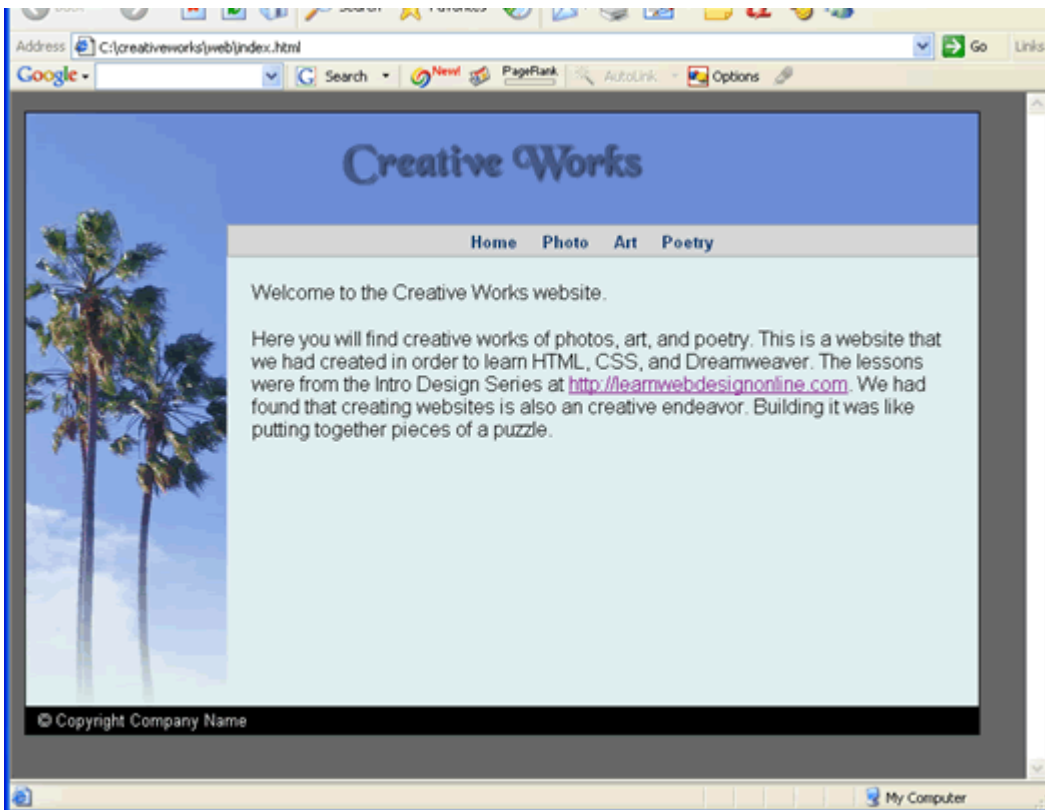 Search Favorites
Address C:\creativeworks\web\index.html Go Links
Google Search New! PageRank AutoLink Options
Creative Works
Home Photo Art Poetry
Welcome to the Creative Works website.
Here you will find creative works of photos, art, and poetry. This is a website that
we had created in order to learn HTML, CSS, and Dreamweaver. The lessons
were from the Intro Design Series at http://learnwebdesignonline.com. We had
found that creating websites is also an creative endeavor. Building it was like
putting together pieces of a puzzle.
© Copyright Company Name
My Computer